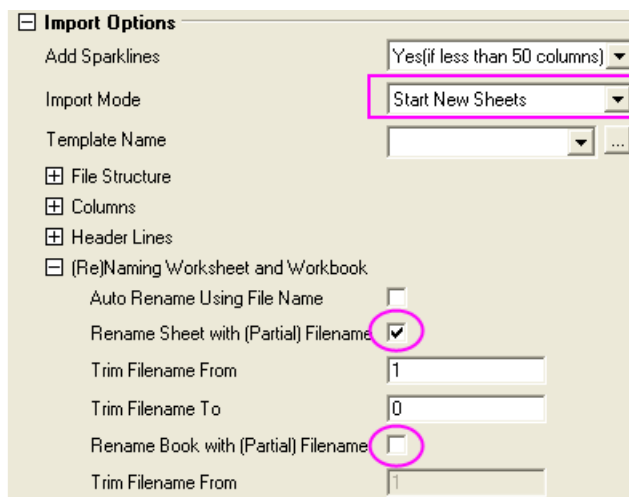 Import Options
Add Sparklines Yes(if less than 50 columns)
Import Mode Start New Sheets
Template Name ...
File Structure
Columns
Header Lines
(Re)Naming Worksheet and Workbook
Auto Rename Using File Name
Rename Sheet with (Partial) Filename
Trim Filename From 1
Trim Filename To 0
Rename Book with (Partial) Filename
Trim Filename From 1